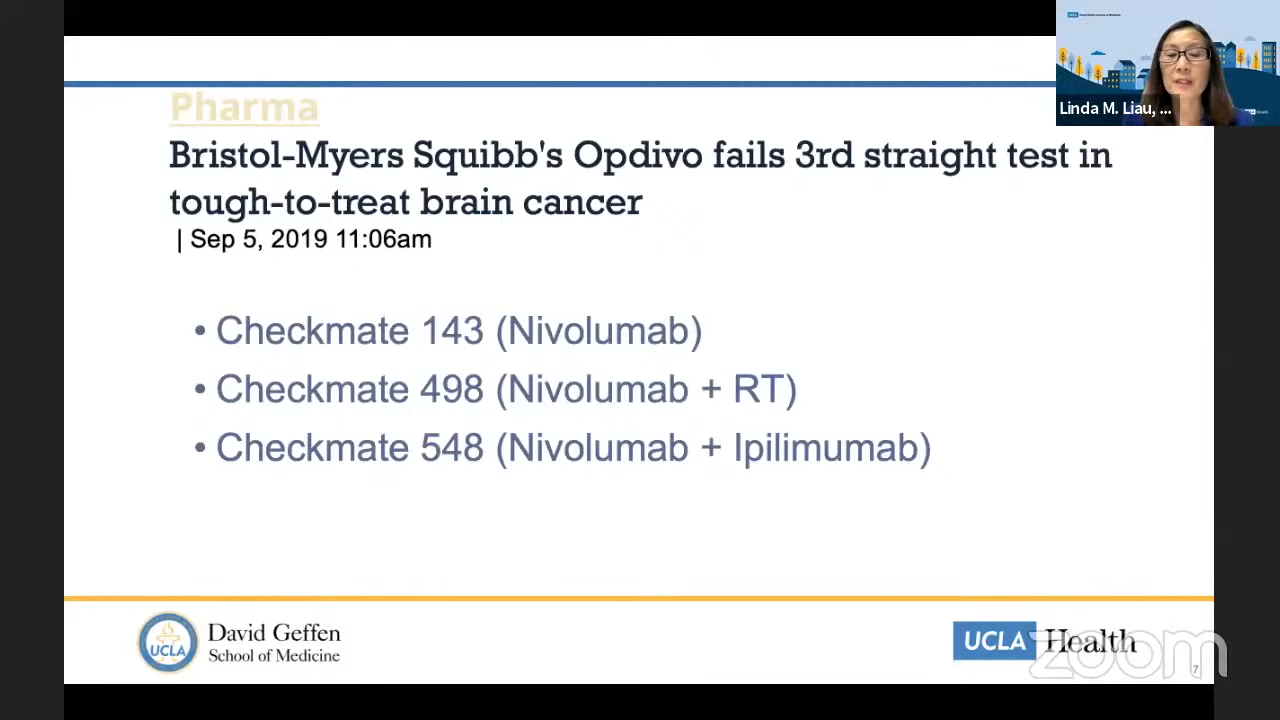 Linda M. Liau, ...
Pharma
Bristol-Myers Squibb's Opdivo fails 3rd straight test in
tough-to-treat brain cancer
| Sep 5, 2019 11:06am
• Checkmate 143 (Nivolumab)
• Checkmate 498 (Nivolumab + RT)
• Checkmate 548 (Nivolumab + Ipilimumab)
UCLA
David Geffen
School of Medicine
UCLA Health
zoom
7